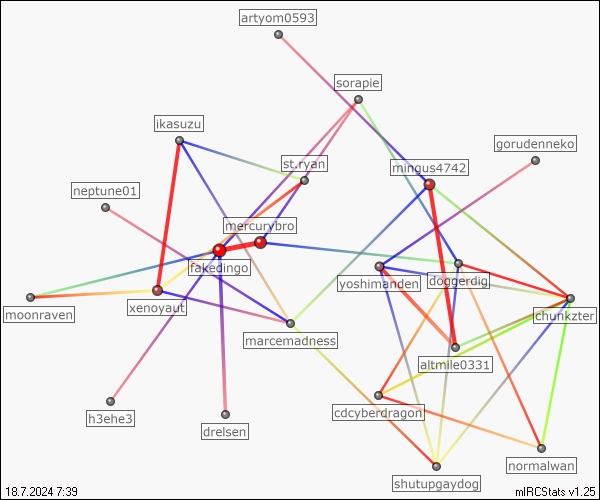 artyom0593
sorapie
ikasuzu
gorudenneko
st.ryan
mingus4742
neptune01
mercurybro
fakedingo
yoshimanden
doggerdig
moonraven
xenoyaut
chunkzter
marcemadness
altmile0331
h3ehe3
cdcyberdragon
drelsen
normalwan
shutupgaydog
18.7.2024 7:39
mIRCStats v1.25